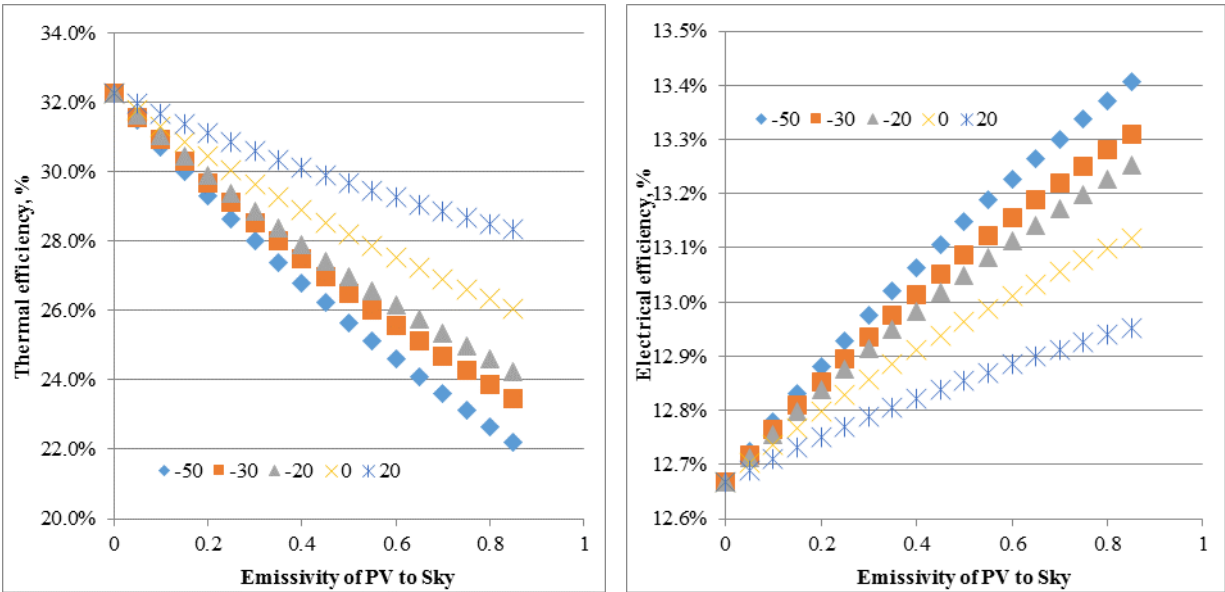 34.0%
32.0%
30.0%
28.0%
26.0%
24.0%
22.0%
20.0%
Thermal efficiency, %
-50 -30 -20 0 20
0 0.2 0.4 0.6 0.8 1
Emissivity of PV to Sky
13.5%
13.4%
13.3%
13.2%
13.1%
13.0%
12.9%
12.8%
12.7%
12.6%
Electrical efficiency, %
-50 -30 -20 0 20
0 0.2 0.4 0.6 0.8 1
Emissivity of PV to Sky